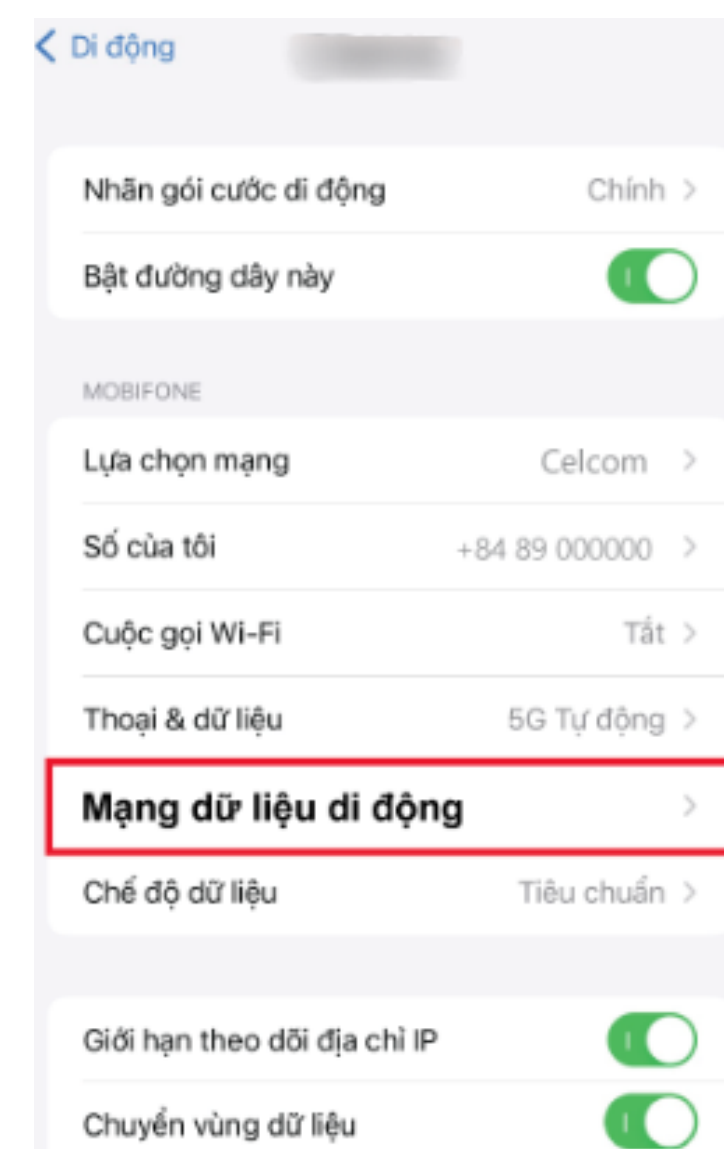 Di động
Nhãn gói cước di động Chính
Bật đường dây này
MOBIFONE
Lựa chọn mạng Celcom
Số của tôi +84 89 000000
Cuộc gọi Wi-Fi Tắt
Thoại & dữ liệu 5G Tự động
Mạng dữ liệu di động
Chế độ dữ liệu Tiêu chuẩn
Giới hạn theo dõi địa chỉ IP
Chuyển vùng dữ liệu